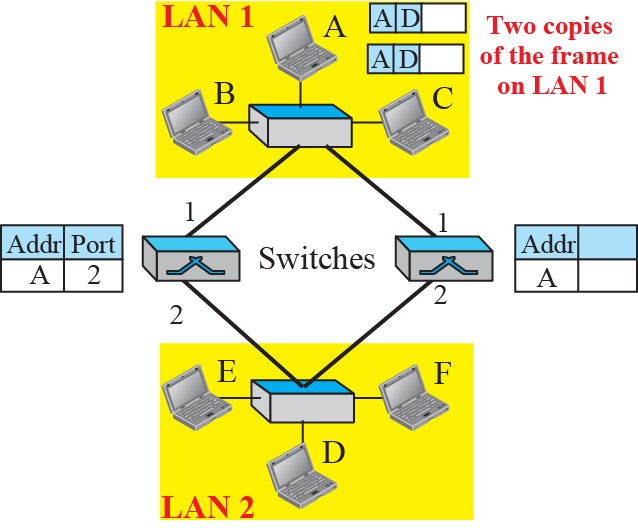 LAN 1
A
A D
A D
Two copies
of the frame
on LAN 1
B
C
1
1
Addr Port
A 2
Switches
Addr
A
2
2
E
F
D
LAN 2